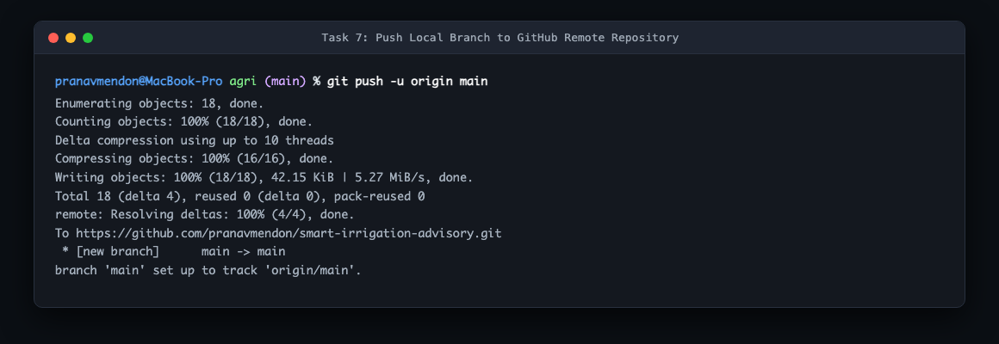 Task 7: Push Local Branch to GitHub Remote Repository
pranavmendon@MacBook-Pro agri (main) % git push -u origin main
Enumerating objects: 18, done.
Counting objects: 100% (18/18), done.
Delta compression using up to 10 threads
Compressing objects: 100% (16/16), done.
Writing objects: 100% (18/18), 42.15 KiB | 5.27 MiB/s, done.
Total 18 (delta 4), reused 0 (delta 0), pack-reused 0
remote: Resolving deltas: 100% (4/4), done.
To https://github.com/pranavmendon/smart-irrigation-advisory.git
 * [new branch]      main -> main
branch 'main' set up to track 'origin/main'.